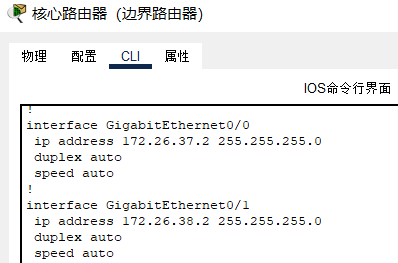 核心路由器（边界路由器）
物理 配置 CLI 属性
IOS命令行界面
!
interface GigabitEthernet0/0
 ip address 172.26.37.2 255.255.255.0
 duplex auto
 speed auto
!
interface GigabitEthernet0/1
 ip address 172.26.38.2 255.255.255.0
 duplex auto
 speed auto